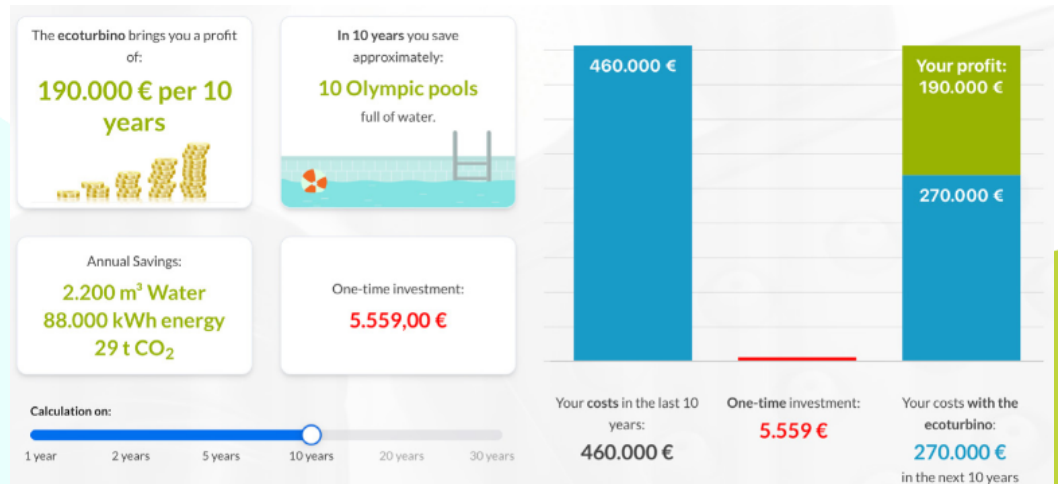 The ecoturbino brings you a profit
of:
190.000 € per 10
years
In 10 years you save
approximately:
10 Olympic pools
full of water.
Annual Savings:
2.200 m³ Water
88.000 kWh energy
29 t CO₂
One-time investment:
5.559,00 €
Calculation on:
1 year
2 years
5 years
10 years
20 years
30 years
460.000 €
Your profit:
190.000 €
270.000 €
Your costs in the last 10
years:
460.000 €
One-time investment:
5.559 €
Your costs with the
ecoturbino:
270.000 €
in the next 10 years